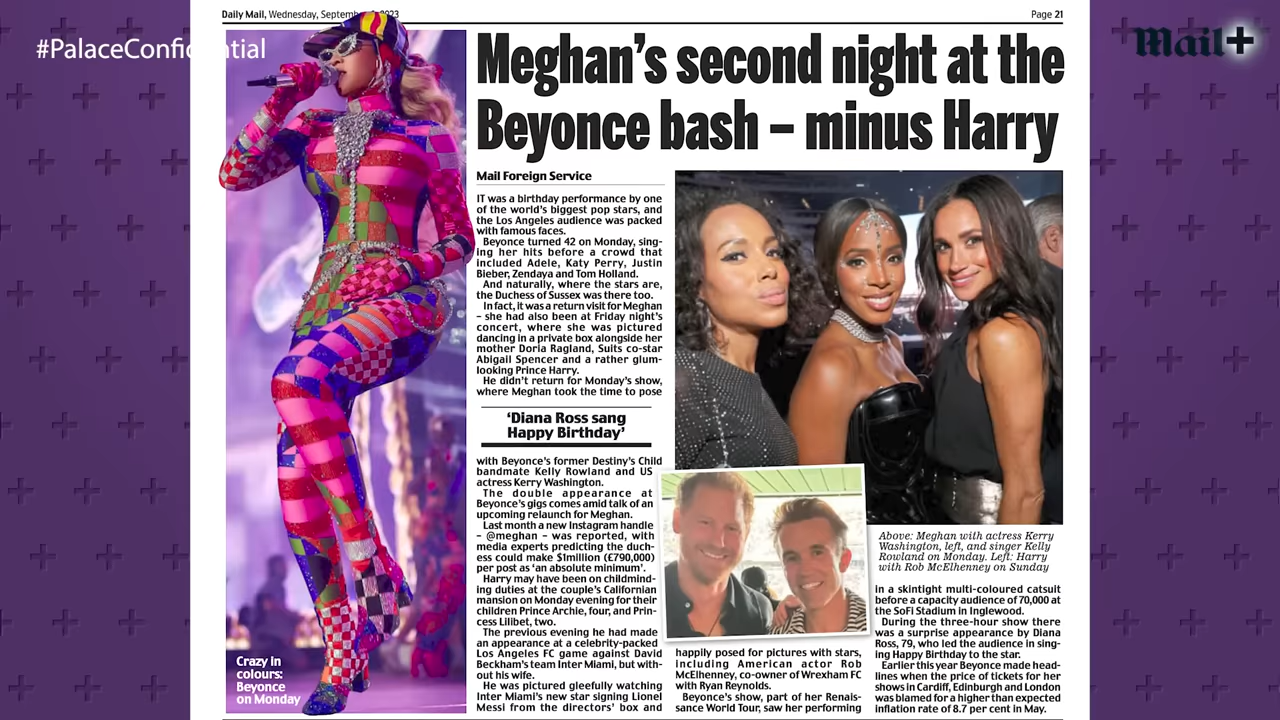 #PalaceConfidential
Mail+
Daily Mail, Wednesday, September 2023
Page 21
Meghan's second night at the
Beyonce bash – minus Harry
Mail Foreign Service
IT was a birthday performance by one
of the world's biggest pop stars, and
the Los Angeles audience was packed
with famous faces.
Beyonce turned 42 on Monday, sing-
ing her hits before a crowd that
included Adele, Katy Perry, Justin
Bieber, Zendaya and Tom Holland.
And naturally, where the stars are,
the Duchess of Sussex was there too.
In fact, it was a return visit for Meghan
– she had also been at Friday night's
concert, where she was pictured
dancing in a private box alongside her
mother Doria Ragland, Suits co-star
Abigail Spencer and a rather glum-
looking Prince Harry.
He didn't return for Monday's show,
where Meghan took the time to pose
'Diana Ross sang
Happy Birthday'
with Beyonce's former Destiny's Child
bandmate Kelly Rowland and US
actress Kerry Washington.
The double appearance at
Beyonce's gigs comes amid talk of an
upcoming relaunch for Meghan.
Last month a new Instagram handle
– @meghan – was reported, with
media experts predicting the duch-
ess could make $1million (£790,000)
per post as 'an absolute minimum'.
Harry may have been on childmind-
ing duties at the couple's Californian
mansion on Monday evening for their
children Prince Archie, four, and Prin-
cess Lilibet, two.
The previous evening he had made
an appearance at a celebrity-packed
Los Angeles FC game against David
Beckham's team Inter Miami, but with-
out his wife.
He was pictured gleefully watching
Inter Miami's new star signing Lionel
Messi from the directors' box and
happily posed for pictures with stars,
including American actor Rob
McElhenney, co-owner of Wrexham FC
with Ryan Reynolds.
Beyonce's show, part of her Renais-
sance World Tour, saw her performing
Above: Meghan with actress Kerry
Washington, left, and singer Kelly
Rowland on Monday. Left: Harry
with Rob McElhenney on Sunday
in a skintight multi-coloured catsuit
before a capacity audience of 70,000 at
the SoFi Stadium in Inglewood.
During the three-hour show there
was a surprise appearance by Diana
Ross, 79, who led the audience in sing-
ing Happy Birthday to the star.
Earlier this year Beyonce made head-
lines when the price of tickets for her
shows in Cardiff, Edinburgh and London
was blamed for a higher than expected
inflation rate of 8.7 per cent in May.
Crazy in
colours:
Beyonce
on Monday